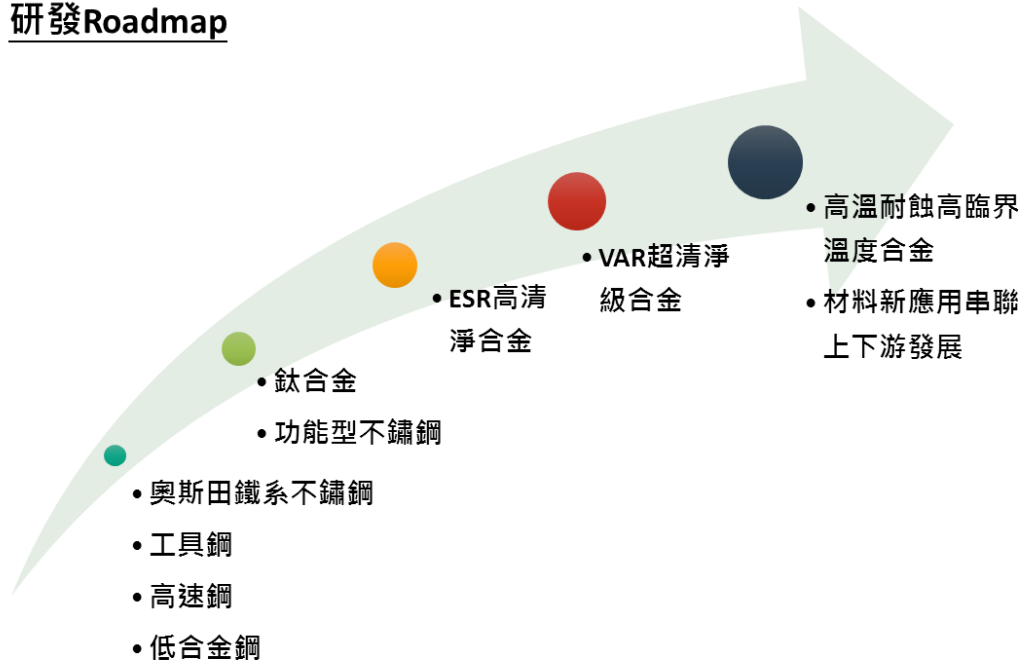 研發Roadmap
• 奧斯田鐵系不鏽鋼
• 工具鋼
• 高速鋼
• 低合金鋼
• 鈦合金
• 功能型不鏽鋼
• ESR高清
淨合金
• VAR超清淨
級合金
• 高溫耐蝕高臨界
溫度合金
• 材料新應用串聯
上下游發展